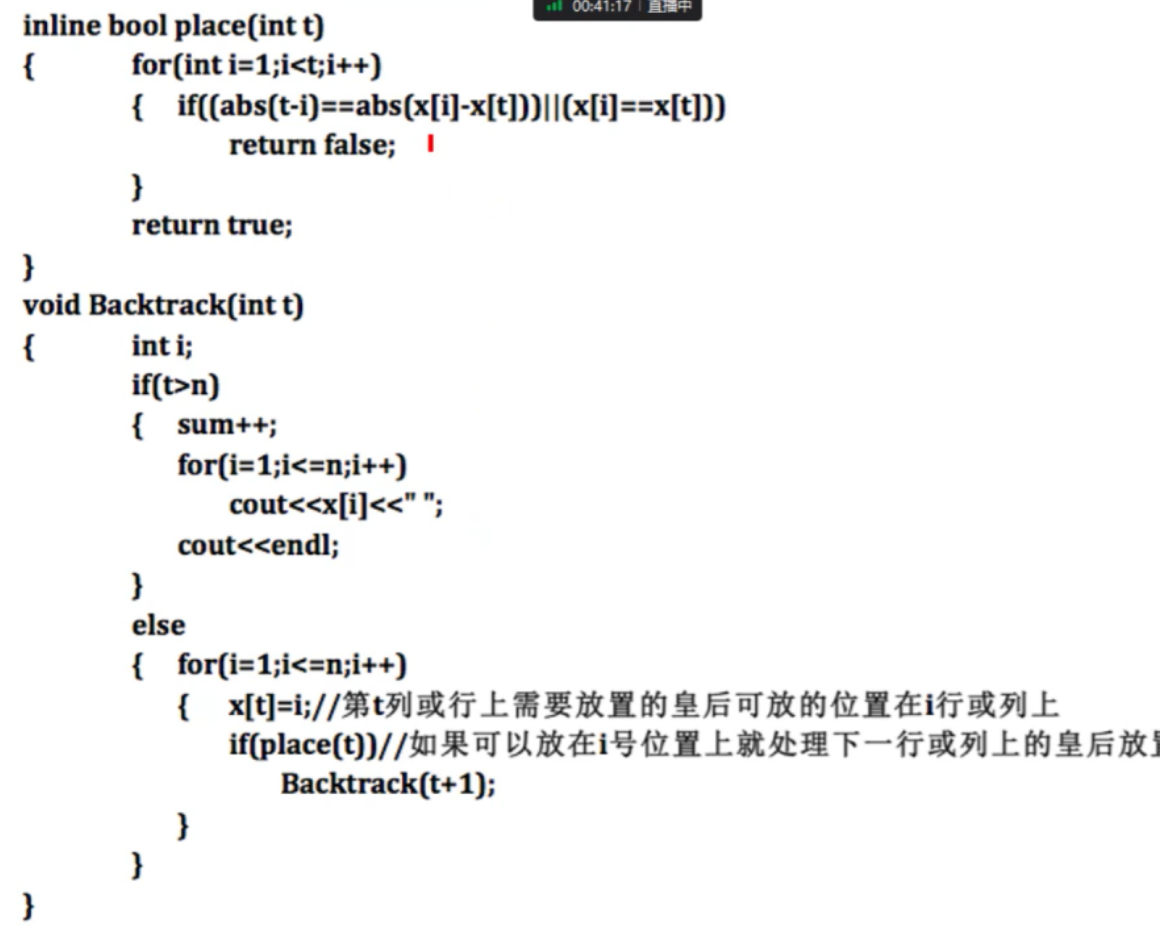 00:41:17 | 直播中
inline bool place(int t)
{ for(int i=1;i<t;i++)
{ if((abs(t-i)==abs(x[i]-x[t]))||(x[i]==x[t]))
return false;
}
return true;
}
void Backtrack(int t)
{ int i;
if(t>n)
{ sum++;
for(i=1;i<=n;i++)
cout<<x[i]<<" ";
cout<<endl;
}
else
{ for(i=1;i<=n;i++)
{ x[t]=i;//第t列或行上需要放置的皇后可放的位置在i行或列上
if(place(t))//如果可以放在i号位置上就处理下一行或列上的皇后放
Backtrack(t+1);
}
}
}